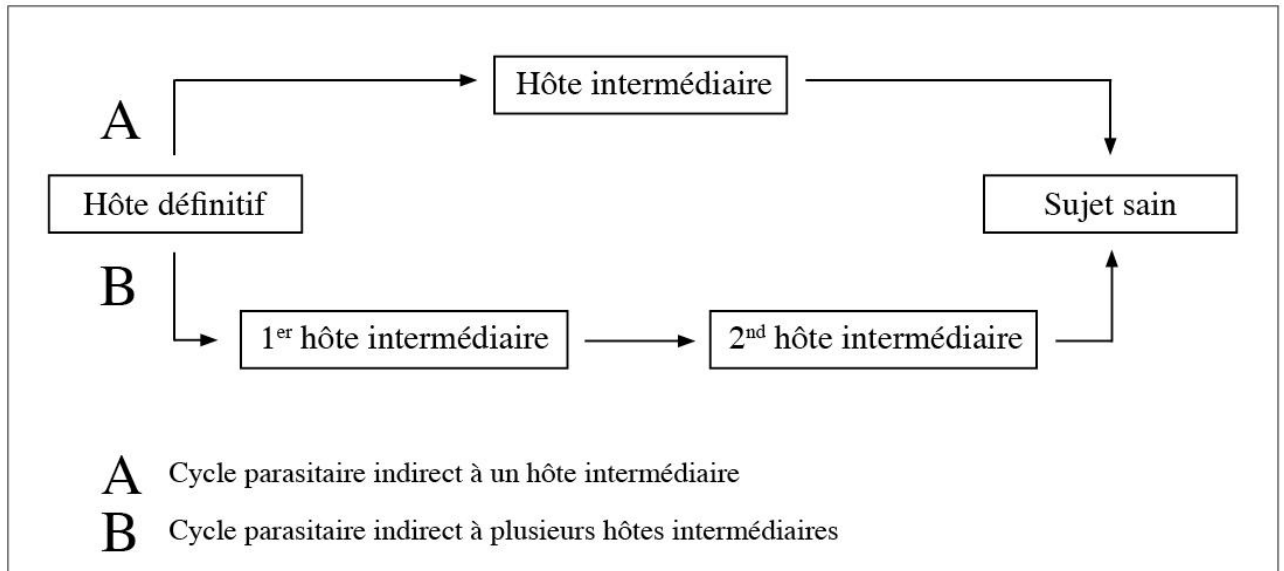 Hôte intermédiaire
A
Hôte définitif
Sujet sain
B
1er hôte intermédiaire
2nd hôte intermédiaire
A Cycle parasitaire indirect à un hôte intermédiaire
B Cycle parasitaire indirect à plusieurs hôtes intermédiaires